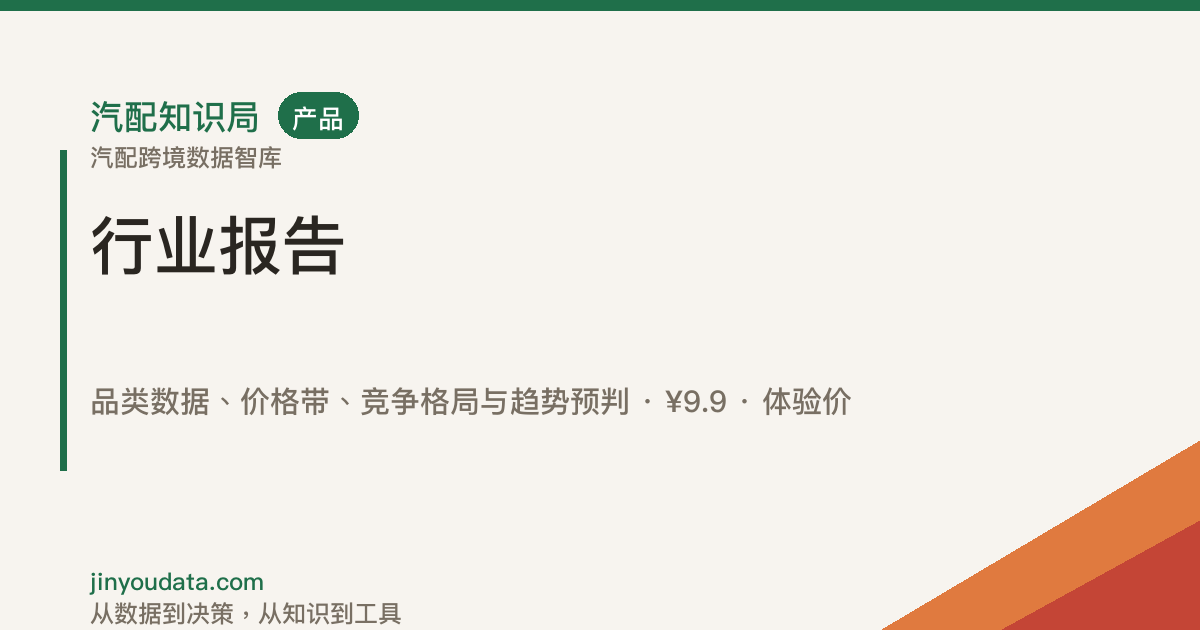 汽配知识局 产品
汽配跨境数据智库
行业报告
品类数据、价格带、竞争格局与趋势预判 · ¥9.9 · 体验价
jinyoudata.com
从数据到决策，从知识到工具